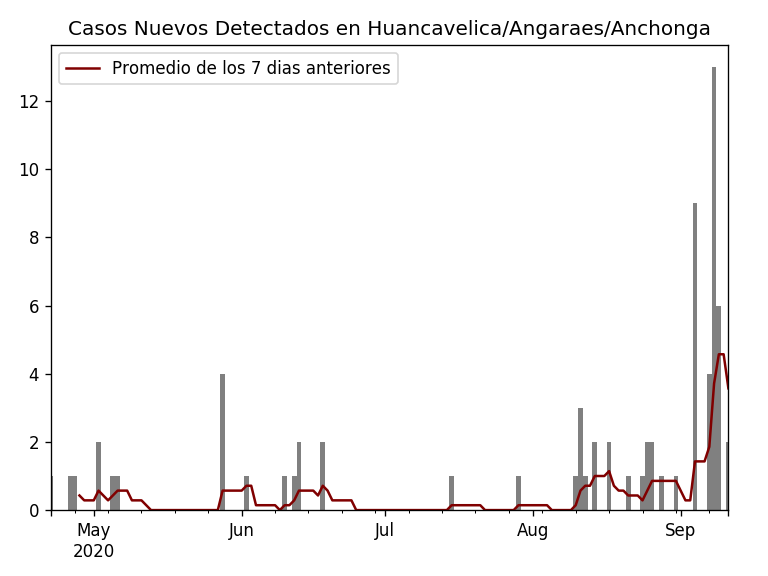 Casos Nuevos Detectados en Huancavelica/Angaraes/Anchonga
Promedio de los 7 dias anteriores
12
10
8
6
4
2
0
May Jun Jul Aug Sep
2020